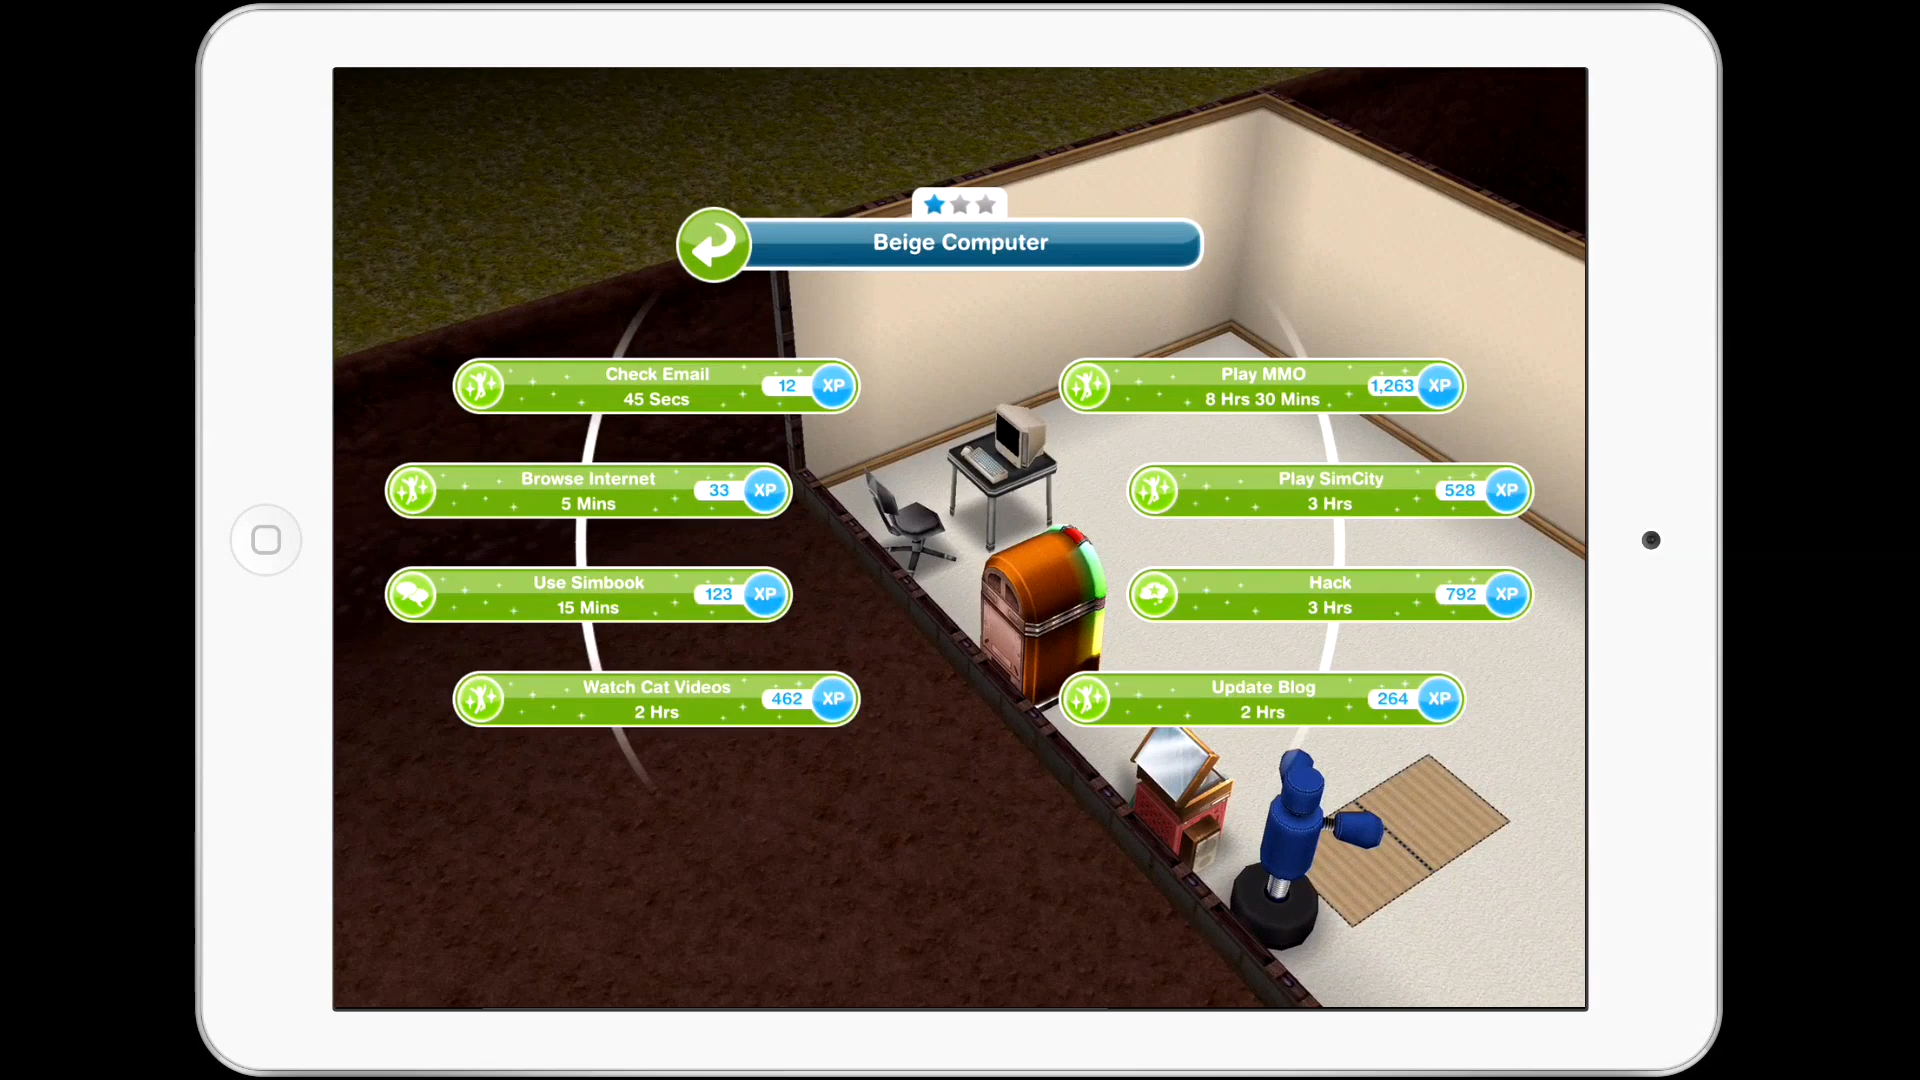 Beige Computer
Check Email
45 Secs
12 XP
Play MMO
8 Hrs 30 Mins
1,263 XP
Browse Internet
5 Mins
33 XP
Play SimCity
3 Hrs
528 XP
Use Simbook
15 Mins
123 XP
Hack
3 Hrs
792 XP
Watch Cat Videos
2 Hrs
462 XP
Update Blog
2 Hrs
264 XP